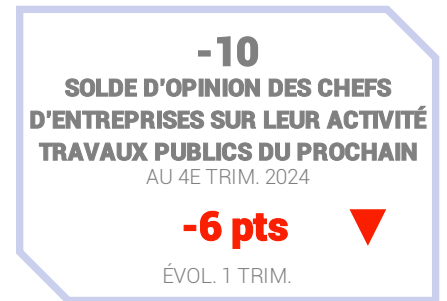 -10
SOLDE D'OPINION DES CHEFS
D'ENTREPRISES SUR LEUR ACTIVITÉ
TRAVAUX PUBLICS DU PROCHAIN
AU 4E TRIM. 2024
-6 pts
ÉVOL. 1 TRIM.